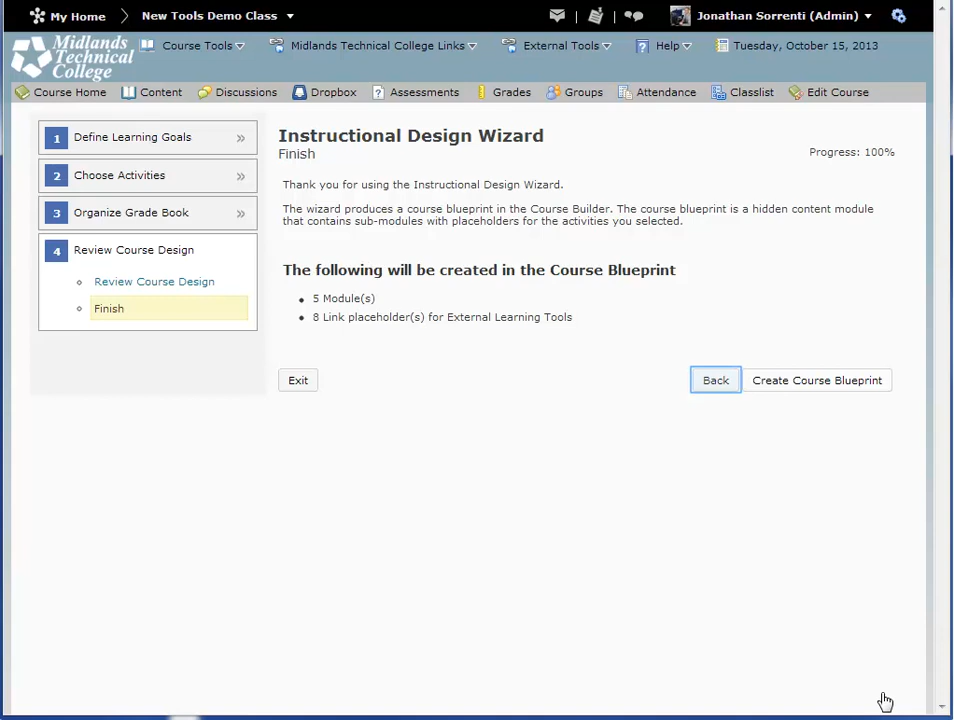 My Home
New Tools Demo Class
Jonathan Sorrenti (Admin)
Midlands
Technical
College
Course Tools
Midlands Technical College Links
External Tools
Help
Tuesday, October 15, 2013
Course Home
Content
Discussions
Dropbox
Assessments
Grades
Groups
Attendance
Classlist
Edit Course
1 Define Learning Goals »
2 Choose Activities »
3 Organize Grade Book »
4 Review Course Design
Review Course Design
Finish
Instructional Design Wizard
Finish
Progress: 100%
Thank you for using the Instructional Design Wizard.
The wizard produces a course blueprint in the Course Builder. The course blueprint is a hidden content module
that contains sub-modules with placeholders for the activities you selected.
The following will be created in the Course Blueprint
5 Module(s)
8 Link placeholder(s) for External Learning Tools
Exit
Back
Create Course Blueprint